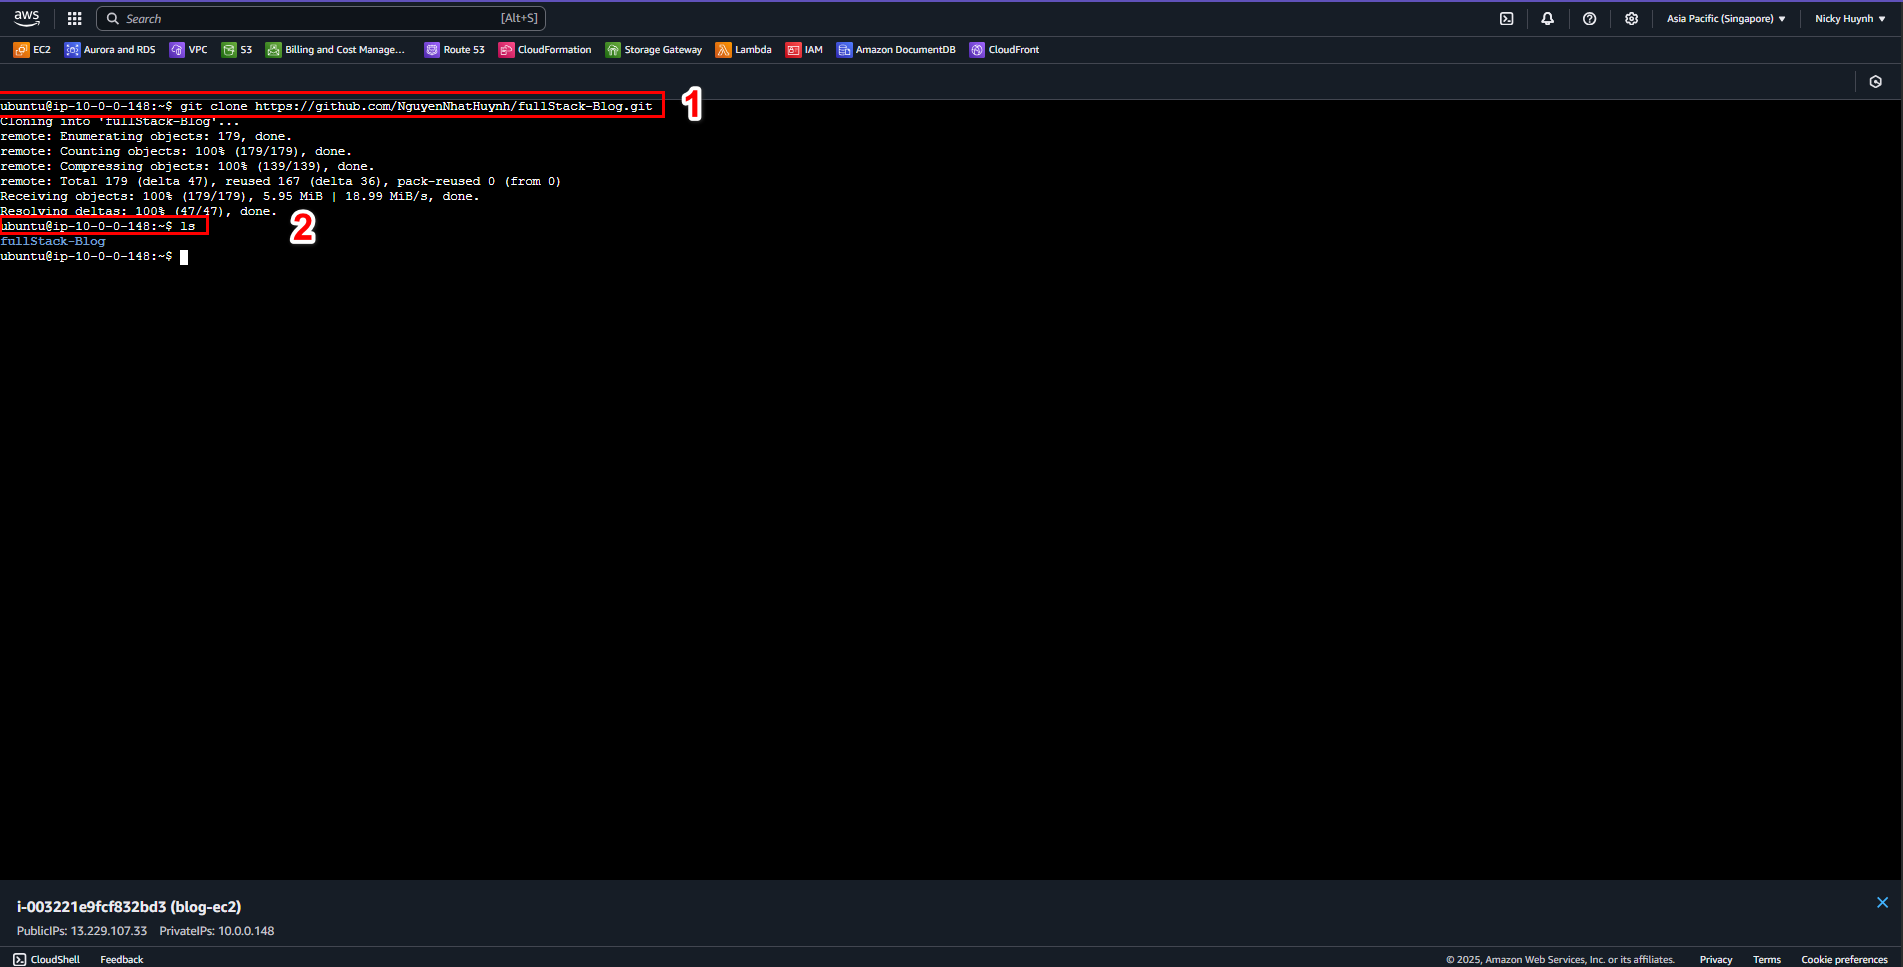 aws Search [Alt+S] Asia Pacific (Singapore) Nicky Huynh
EC2 Aurora and RDS VPC S3 Billing and Cost Manage... Route 53 CloudFormation Storage Gateway Lambda IAM Amazon DocumentDB CloudFront
ubuntu@ip-10-0-0-148:~$ git clone https://github.com/NguyenNhatHuynh/fullStack-Blog.git 1
Cloning into 'fullStack-Blog'...
remote: Enumerating objects: 179, done.
remote: Counting objects: 100% (179/179), done.
remote: Compressing objects: 100% (139/139), done.
remote: Total 179 (delta 47), reused 167 (delta 36), pack-reused 0 (from 0)
Receiving objects: 100% (179/179), 5.95 MiB | 18.99 MiB/s, done.
Resolving deltas: 100% (47/47), done.
ubuntu@ip-10-0-0-148:~$ ls 2
fullStack-Blog
ubuntu@ip-10-0-0-148:~$
i-003221e9fcf832bd3 (blog-ec2)
PublicIPs: 13.229.107.33 PrivateIPs: 10.0.0.148
CloudShell Feedback © 2025, Amazon Web Services, Inc. or its affiliates. Privacy Terms Cookie preferences